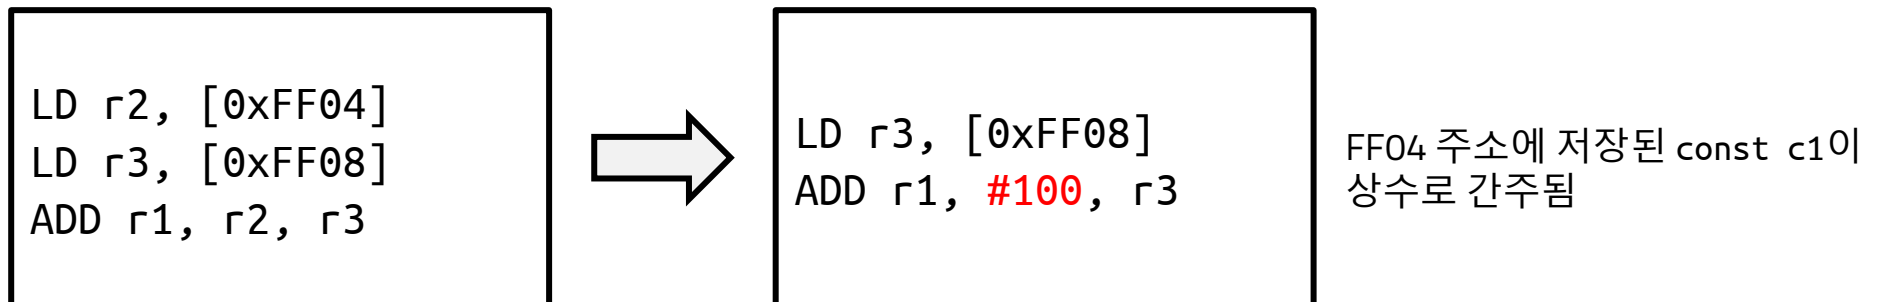 LD r2, [0xFF04]
LD r3, [0xFF08]
ADD r1, r2, r3
LD r3, [0xFF08]
ADD r1, #100, r3
FF04 주소에 저장된 const c1이
상수로 간주됨